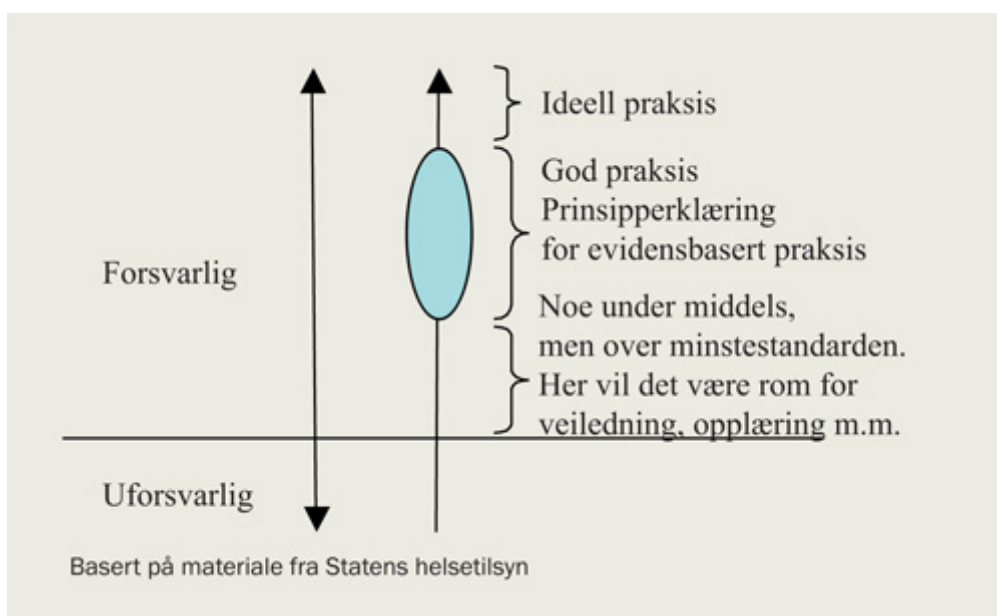 Ideell praksis
God praksis
Prinsipperklæring
for evidensbasert praksis
Forsvarlig
Noe under middels,
men over minstestandarden.
Her vil det være rom for
veiledning, opplæring m.m.
Uforsvarlig
Basert på materiale fra Statens helsetilsyn